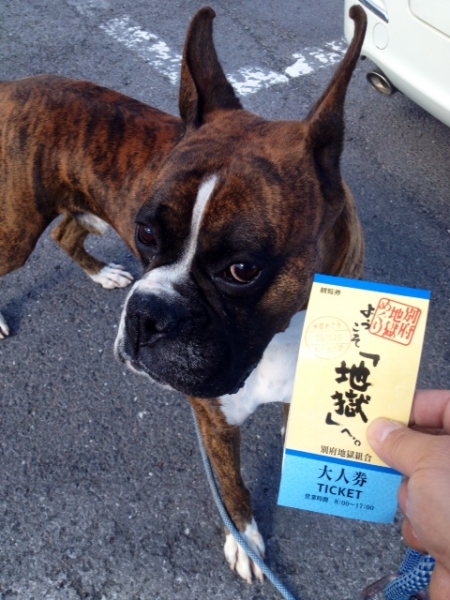 観覧券
別府
地獄
めぐり
ようこそ
「地獄」へ。
別府地獄組合
大人券
TICKET
営業時間 8:00～17:00